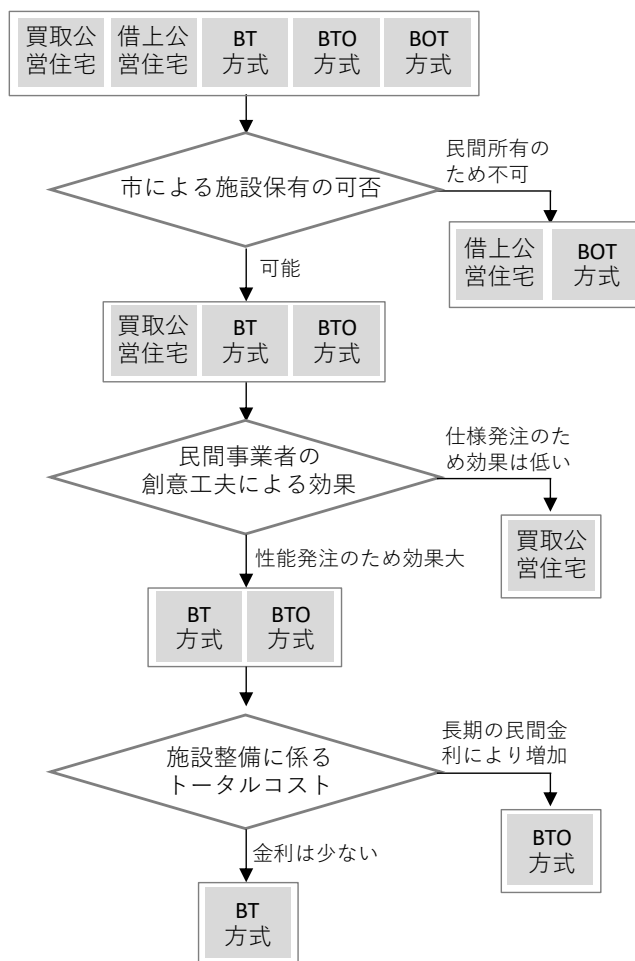 買取公
営住宅
借上公
営住宅
BT
方式
BTO
方式
BOT
方式
市による施設保有の可否
民間所有の
ため不可
借上公
営住宅
BOT
方式
可能
買取公
営住宅
BT
方式
BTO
方式
民間事業者の
創意工夫による効果
仕様発注のた
め効果は低い
買取公
営住宅
性能発注のため効果大
BT
方式
BTO
方式
施設整備に係る
トータルコスト
長期の民間金
利により増加
BTO
方式
金利は少ない
BT
方式